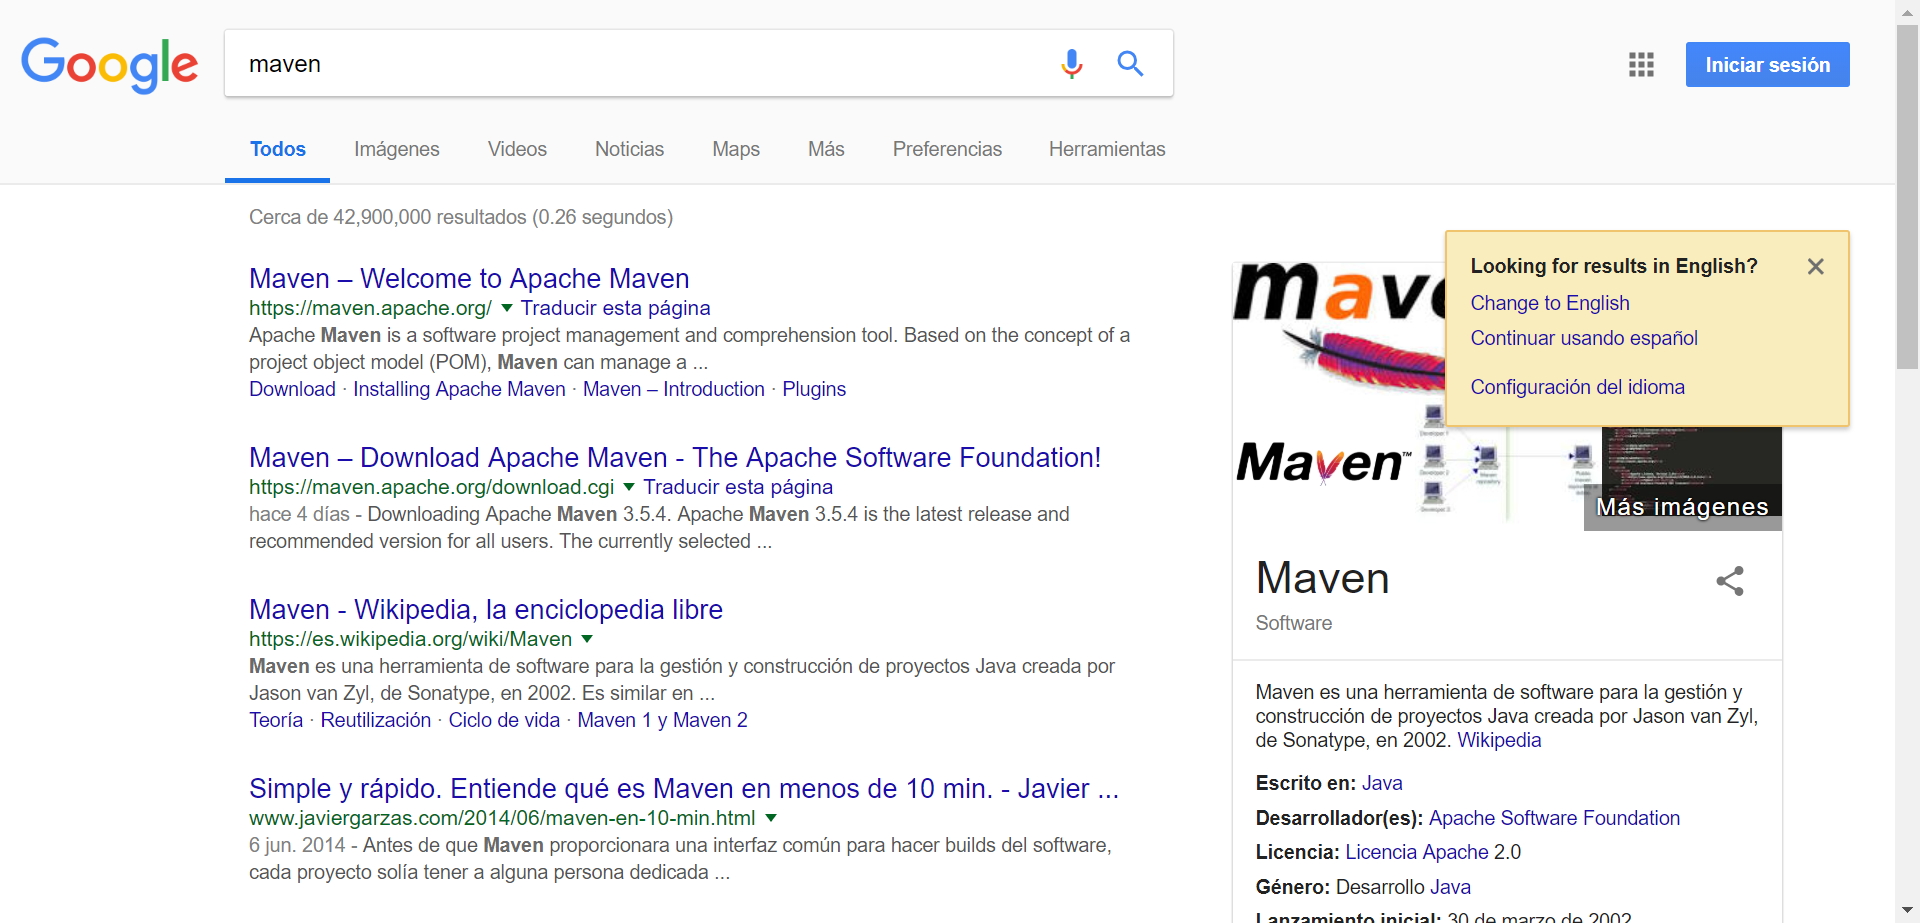 Google
maven
Iniciar sesión
Todos
Imágenes
Videos
Noticias
Maps
Más
Preferencias
Herramientas
Cerca de 42,900,000 resultados (0.26 segundos)
Maven – Welcome to Apache Maven
https://maven.apache.org/ ▼ Traducir esta página
Apache Maven is a software project management and comprehension tool. Based on the concept of a
project object model (POM), Maven can manage a ...
Download · Installing Apache Maven · Maven – Introduction · Plugins
Maven – Download Apache Maven - The Apache Software Foundation!
https://maven.apache.org/download.cgi ▼ Traducir esta página
hace 4 días - Downloading Apache Maven 3.5.4. Apache Maven 3.5.4 is the latest release and
recommended version for all users. The currently selected ...
Maven - Wikipedia, la enciclopedia libre
https://es.wikipedia.org/wiki/Maven ▼
Maven es una herramienta de software para la gestión y construcción de proyectos Java creada por
Jason van Zyl, de Sonatype, en 2002. Es similar en ...
Teoría · Reutilización · Ciclo de vida · Maven 1 y Maven 2
Simple y rápido. Entiende qué es Maven en menos de 10 min. - Javier ...
www.javiergarzas.com/2014/06/maven-en-10-min.html ▼
6 jun. 2014 - Antes de que Maven proporcionara una interfaz común para hacer builds del software,
cada proyecto solía tener a alguna persona dedicada ...
Looking for results in English?
Change to English
Continuar usando español
Configuración del idioma
Maven™
Más imágenes
Maven
Software
Maven es una herramienta de software para la gestión y
construcción de proyectos Java creada por Jason van Zyl,
de Sonatype, en 2002. Wikipedia
Escrito en: Java
Desarrollador(es): Apache Software Foundation
Licencia: Licencia Apache 2.0
Género: Desarrollo Java
Lanzamiento inicial: 30 de marzo de 2002